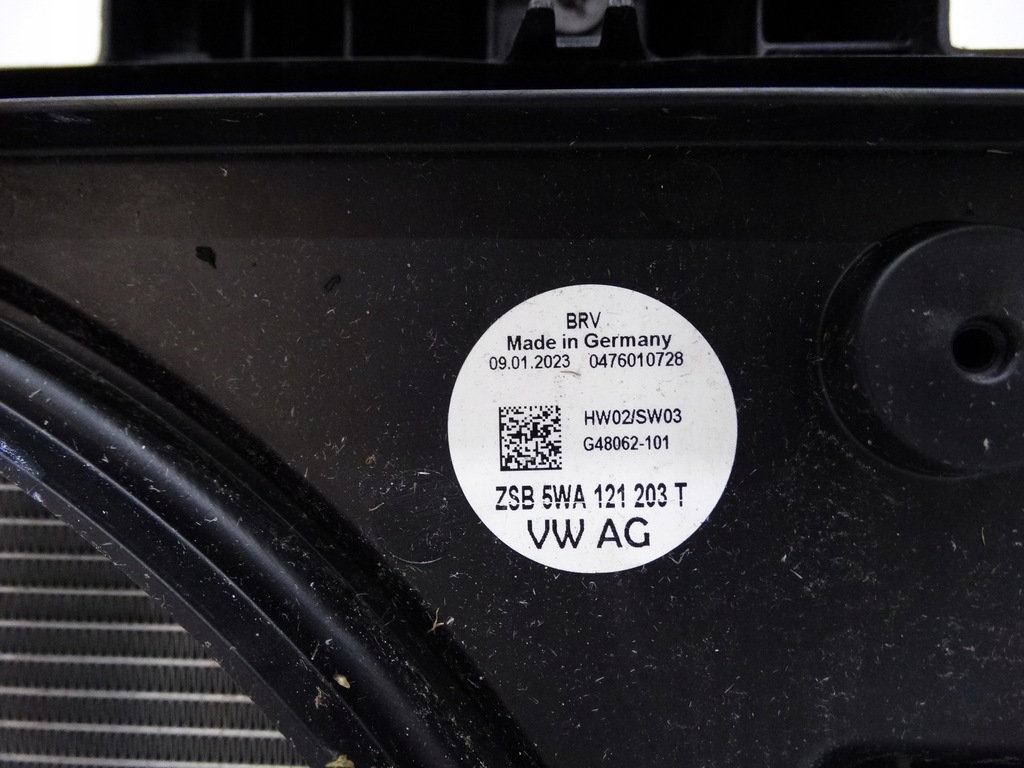 BRV
Made in Germany
09.01.2023 0476010728
HW02/SW03
G48062-101
ZSB 5WA 121 203 T
VW AG